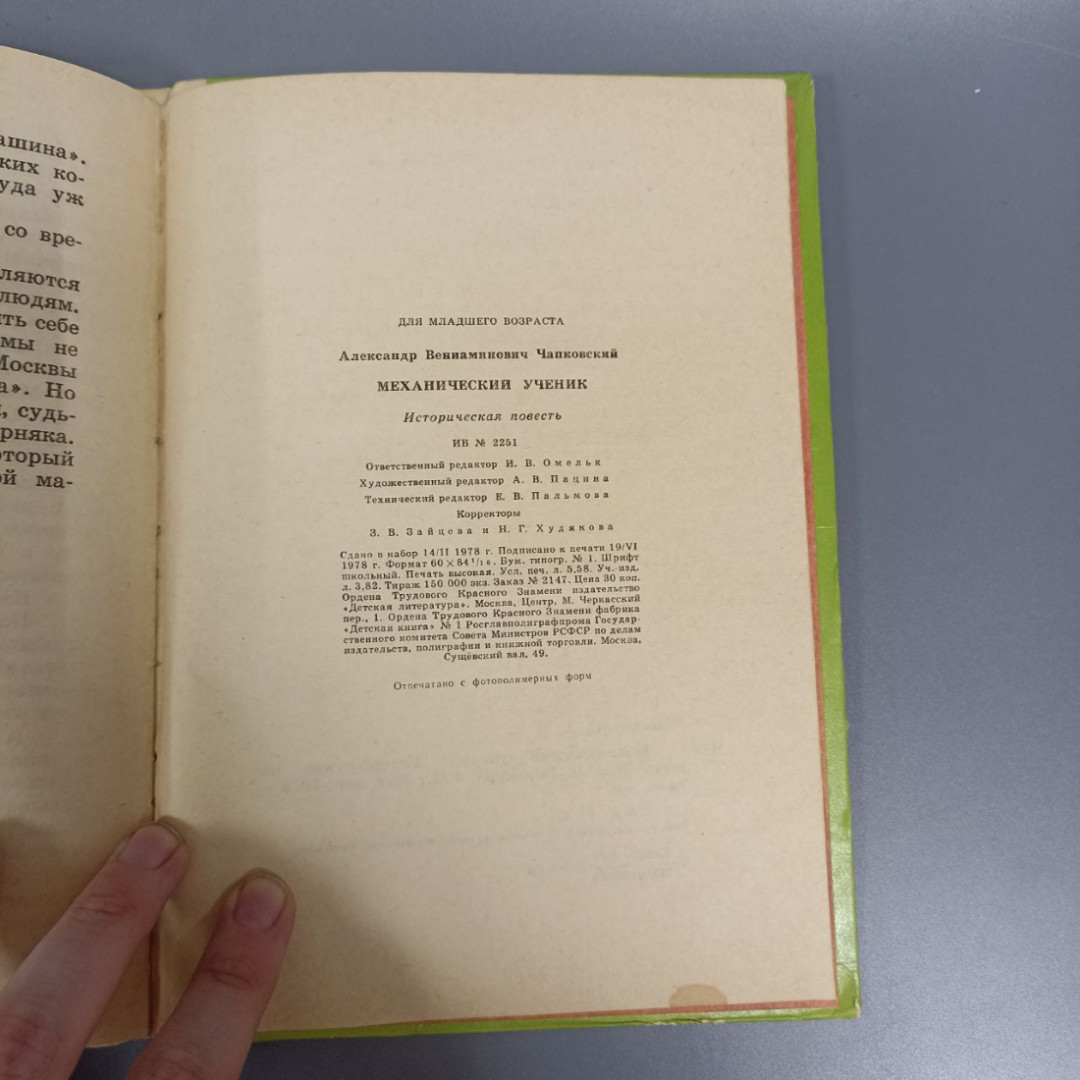 ашина».
ких ко-
уда уж
со вре-
ляются
людям.
ть себе
мы не
Москвы
а». Но
, судь-
рняка.
оторый
й ма-
ДЛЯ МЛАДШЕГО ВОЗРАСТА
Александр Вениаминович Чапковский
МЕХАНИЧЕСКИЙ УЧЕНИК
Историческая повесть
ИБ № 2251
Ответственный редактор И. В. Омельк
Художественный редактор А. В. Пацина
Технический редактор Е. В. Пальмова
Корректоры
З. В. Зайцева и Н. Г. Худякова
Сдано в набор 14/II 1978 г. Подписано к печати 19/VI
1978 г. Формат 60×84 1/16. Бум. типогр. № 1. Шрифт
школьный. Печать высокая. Усл. печ. л. 5,58. Уч.-изд.
л. 3,82. Тираж 150 000 экз. Заказ № 2147. Цена 30 коп.
Ордена Трудового Красного Знамени издательство
«Детская литература». Москва, Центр, М. Черкасский
пер., 1. Ордена Трудового Красного Знамени фабрика
«Детская книга» № 1 Росглавполиграфпрома Государ-
ственного комитета Совета Министров РСФСР по делам
издательств, полиграфии и книжной торговли. Москва,
Сущёвский вал, 49.
Отпечатано с фотополимерных форм